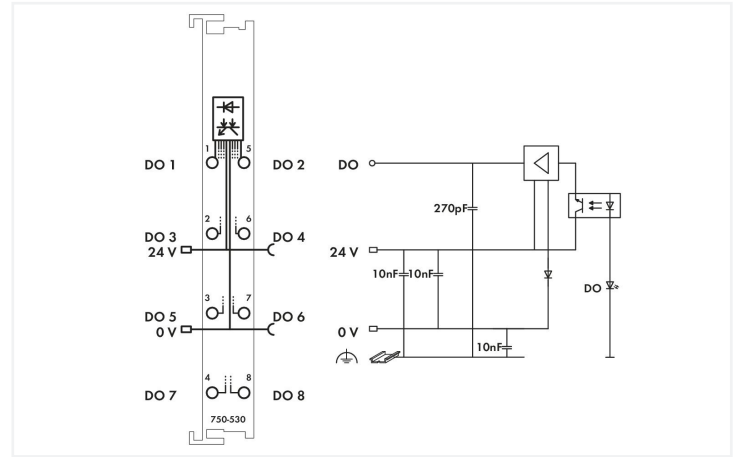 1 5
DO 1 DO 2 DO
270pF
2 6
DO 3 DO 4
24 V 24 V
10nF 10nF
DO
3 7
DO 5 DO 6
0 V 0 V
10nF
4 8
DO 7 DO 8
750-530